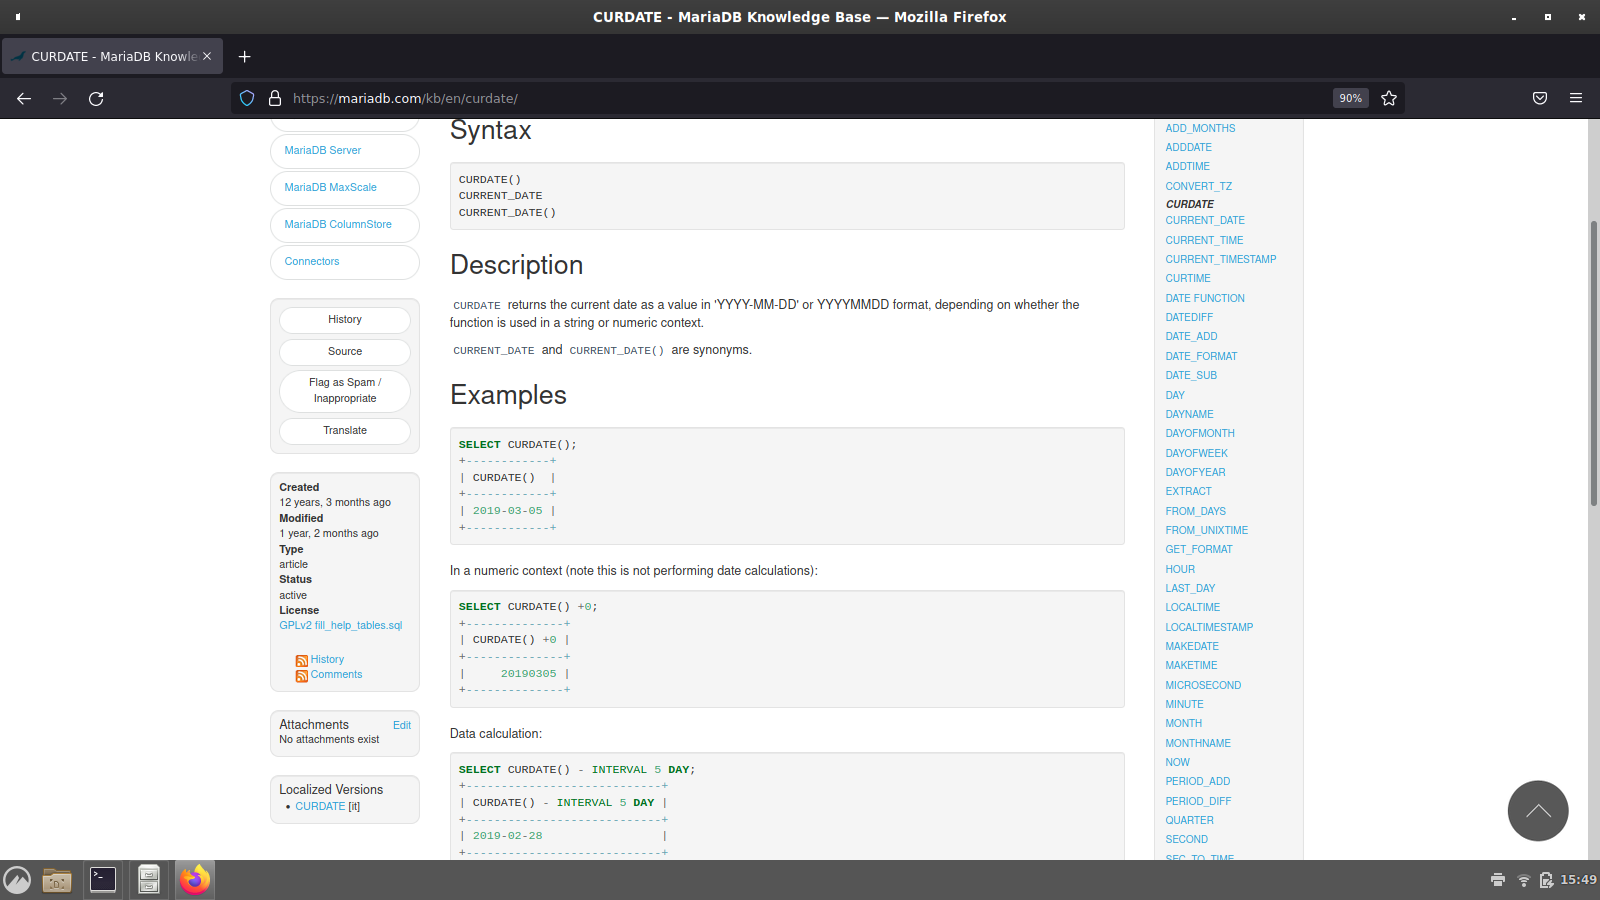 CURDATE - MariaDB Knowledge Base — Mozilla Firefox
CURDATE - MariaDB Knowle
https://mariadb.com/kb/en/curdate/
90%
MariaDB Server
MariaDB MaxScale
MariaDB ColumnStore
Connectors
History
Source
Flag as Spam /
Inappropriate
Translate
Created
12 years, 3 months ago
Modified
1 year, 2 months ago
Type
article
Status
active
License
GPLv2 fill_help_tables.sql
History
Comments
Attachments Edit
No attachments exist
Localized Versions
• CURDATE [it]
Syntax
CURDATE()
CURRENT_DATE
CURRENT_DATE()
Description
CURDATE returns the current date as a value in 'YYYY-MM-DD' or YYYYMMDD format, depending on whether the
function is used in a string or numeric context.
CURRENT_DATE and CURRENT_DATE() are synonyms.
Examples
SELECT CURDATE();
+------------+
| CURDATE()  |
+------------+
| 2019-03-05 |
+------------+
In a numeric context (note this is not performing date calculations):
SELECT CURDATE() +0;
+--------------+
| CURDATE() +0 |
+--------------+
|     20190305 |
+--------------+
Data calculation:
SELECT CURDATE() - INTERVAL 5 DAY;
+----------------------------+
| CURDATE() - INTERVAL 5 DAY |
+----------------------------+
| 2019-02-28                 |
+----------------------------+
ADD_MONTHS
ADDDATE
ADDTIME
CONVERT_TZ
CURDATE
CURRENT_DATE
CURRENT_TIME
CURRENT_TIMESTAMP
CURTIME
DATE FUNCTION
DATEDIFF
DATE_ADD
DATE_FORMAT
DATE_SUB
DAY
DAYNAME
DAYOFMONTH
DAYOFWEEK
DAYOFYEAR
EXTRACT
FROM_DAYS
FROM_UNIXTIME
GET_FORMAT
HOUR
LAST_DAY
LOCALTIME
LOCALTIMESTAMP
MAKEDATE
MAKETIME
MICROSECOND
MINUTE
MONTH
MONTHNAME
NOW
PERIOD_ADD
PERIOD_DIFF
QUARTER
SECOND
SEC_TO_TIME
15:49